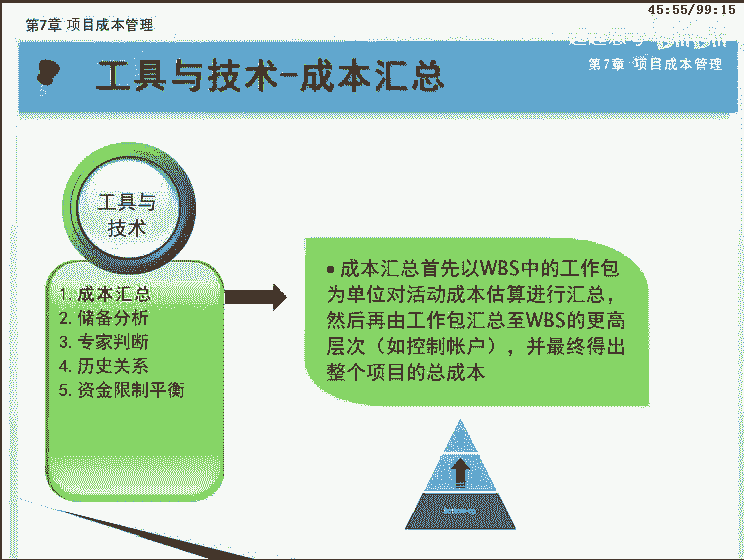 45:55/99:15
第7章 项目成本管理
工具与技术-成本汇总
第7章 项目成本管理
工具与
技术
1. 成本汇总
2. 储备分析
3. 专家判断
4. 历史关系
5. 资金限制平衡
• 成本汇总首先以WBS中的工作包
为单位对活动成本估算进行汇总，
然后再由工作包汇总至WBS的更高
层次（如控制帐户），并最终得出
整个项目的总成本